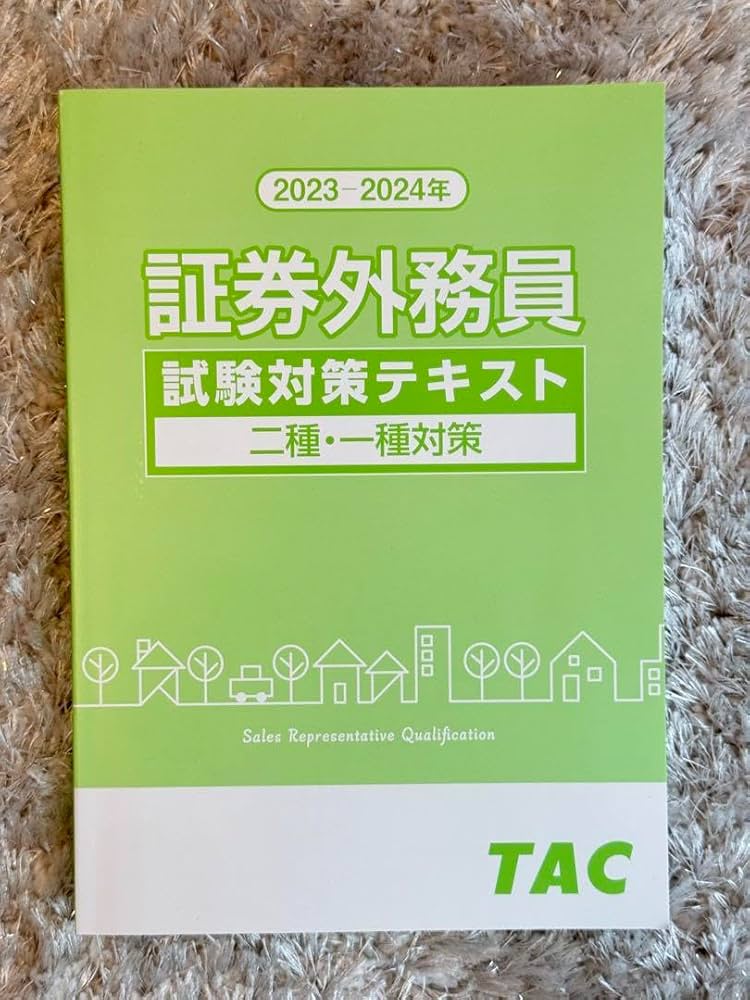 2023-2024年
証券外務員
試験対策テキスト
二種・一種対策
Sales Representative Qualification
TAC